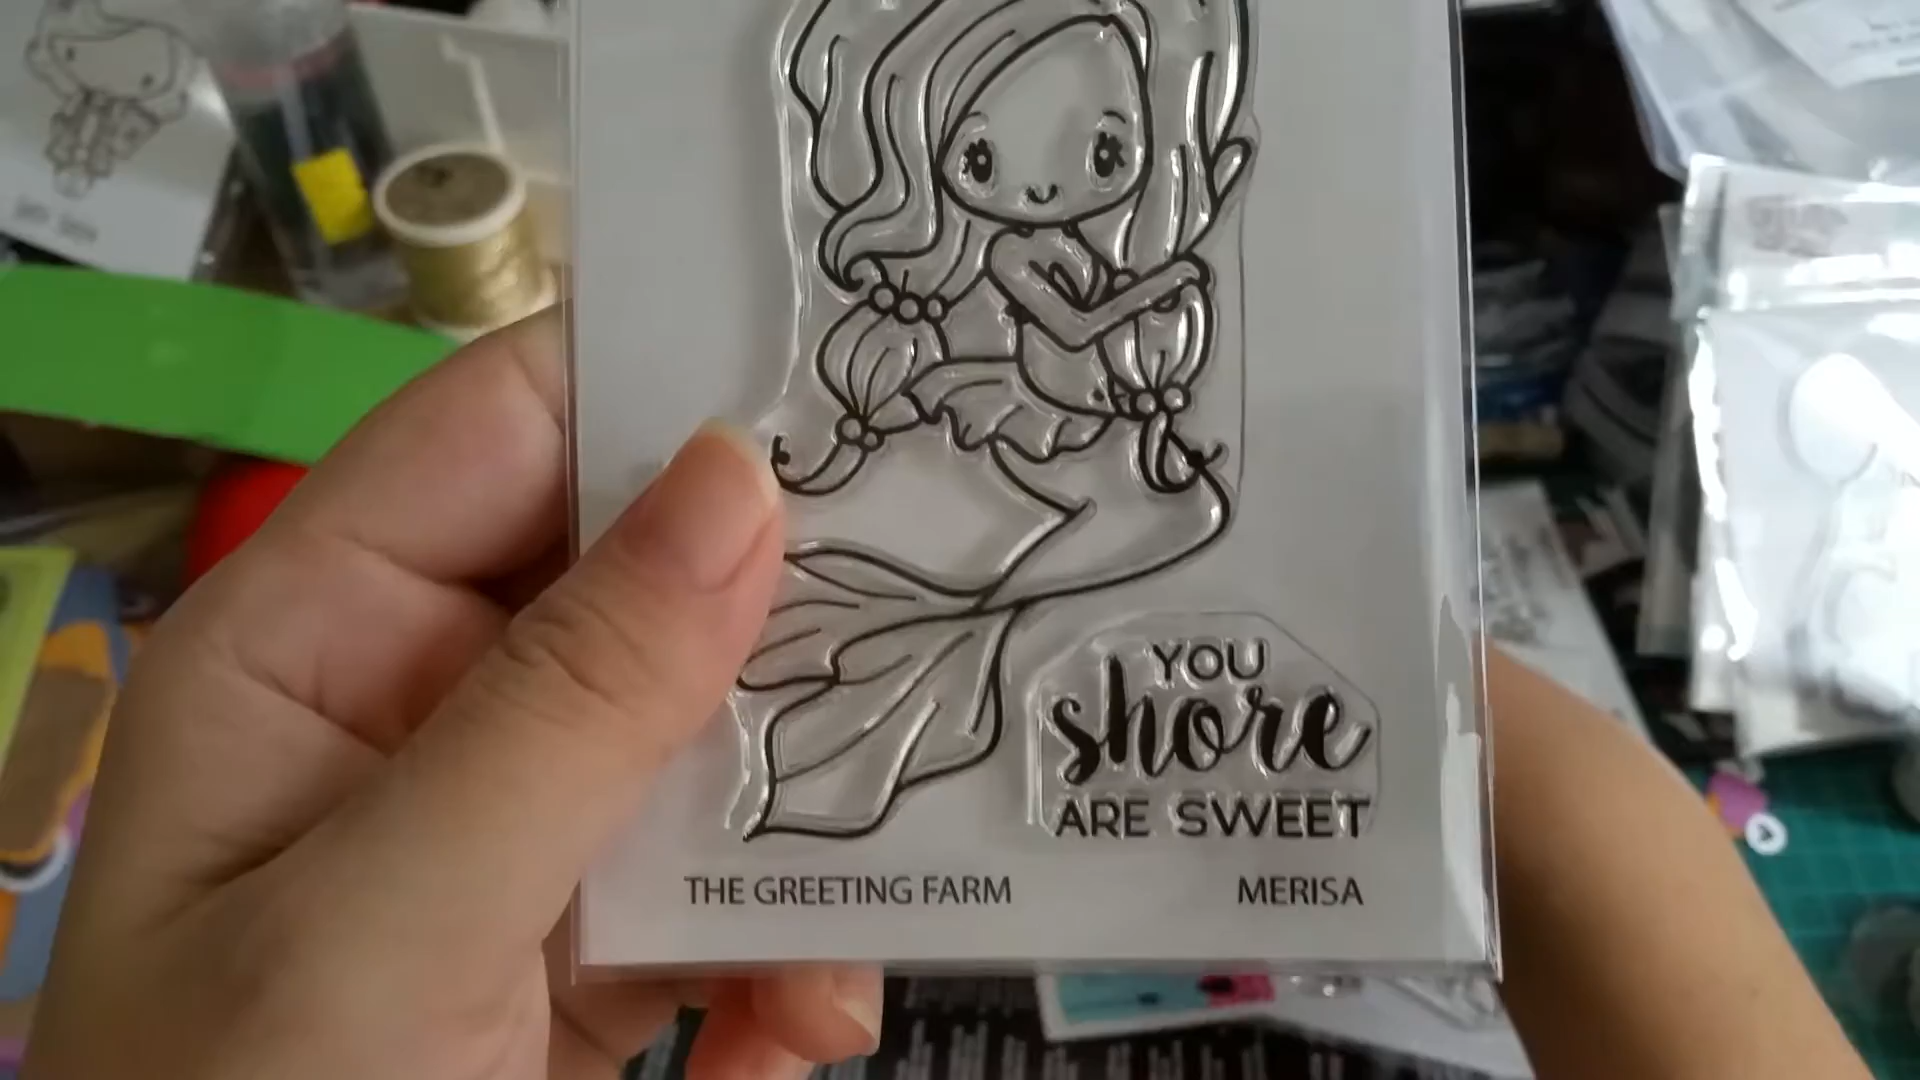 YOU
shore
ARE SWEET
THE GREETING FARM
MERISA